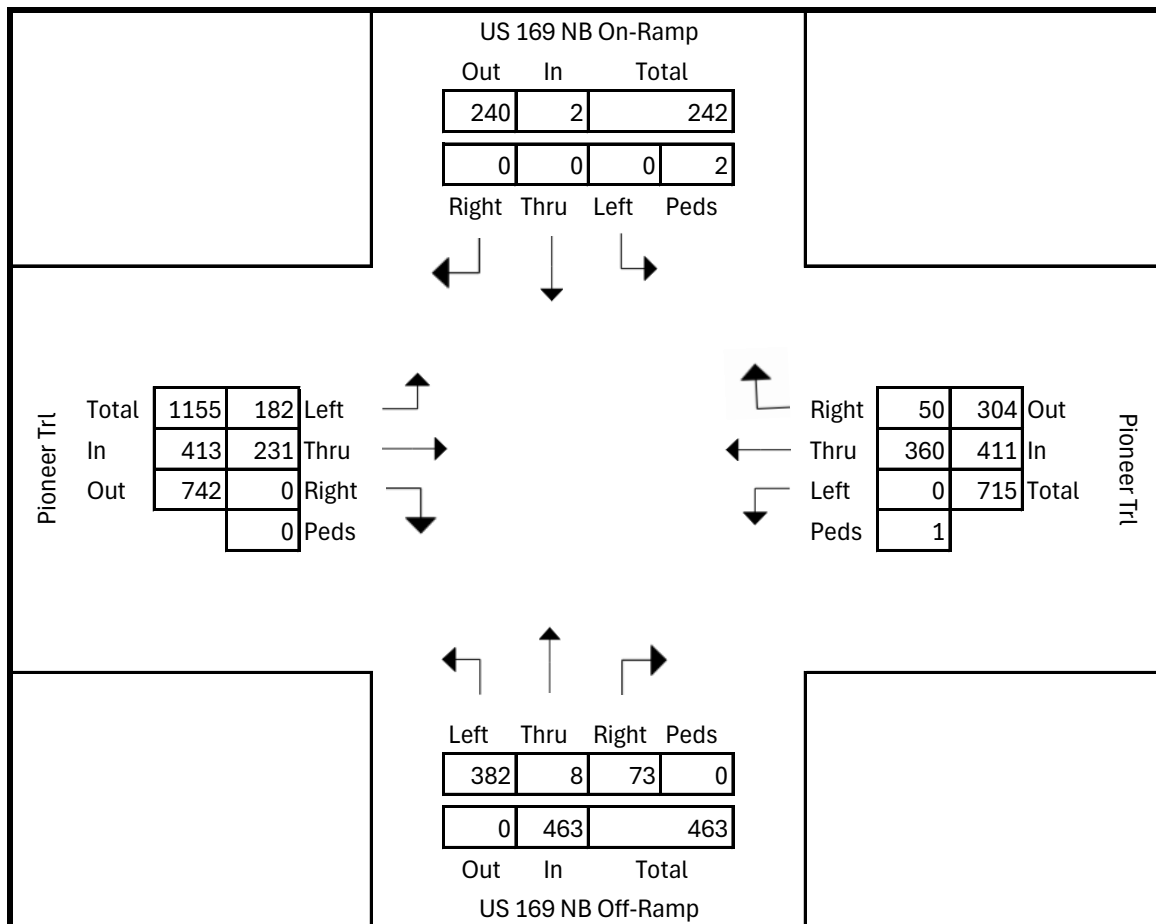 US 169 NB On-Ramp
Out In Total
240 2 242
0 0 0 2
Right Thru Left Peds
Pioneer Trl
Total 1155 182 Left
In 413 231 Thru
Out 742 0 Right
0 Peds
Right 50 304 Out
Thru 360 411 In
Left 0 715 Total
Peds 1
Pioneer Trl
Left Thru Right Peds
382 8 73 0
0 463 463
Out In Total
US 169 NB Off-Ramp